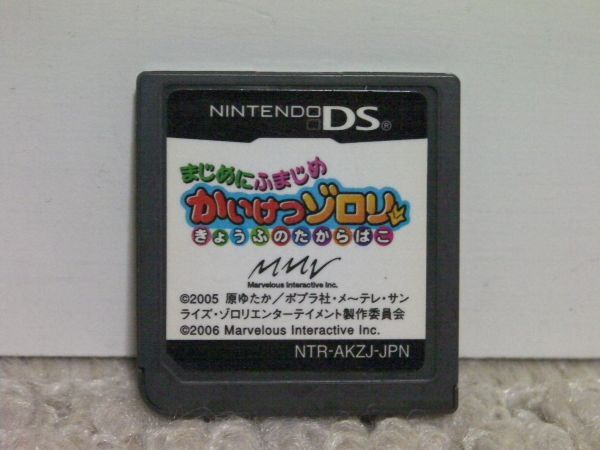 NINTENDO DS®
まじめにふまじめ
かいけつゾロリ
きょうふのたからばこ
MMV
Marvelous Interactive Inc.
©2005 原ゆたか／ポプラ社・メ〜テレ・サン
ライズ・ゾロリエンターテイメント製作委員会
©2006 Marvelous Interactive Inc.
NTR-AKZJ-JPN